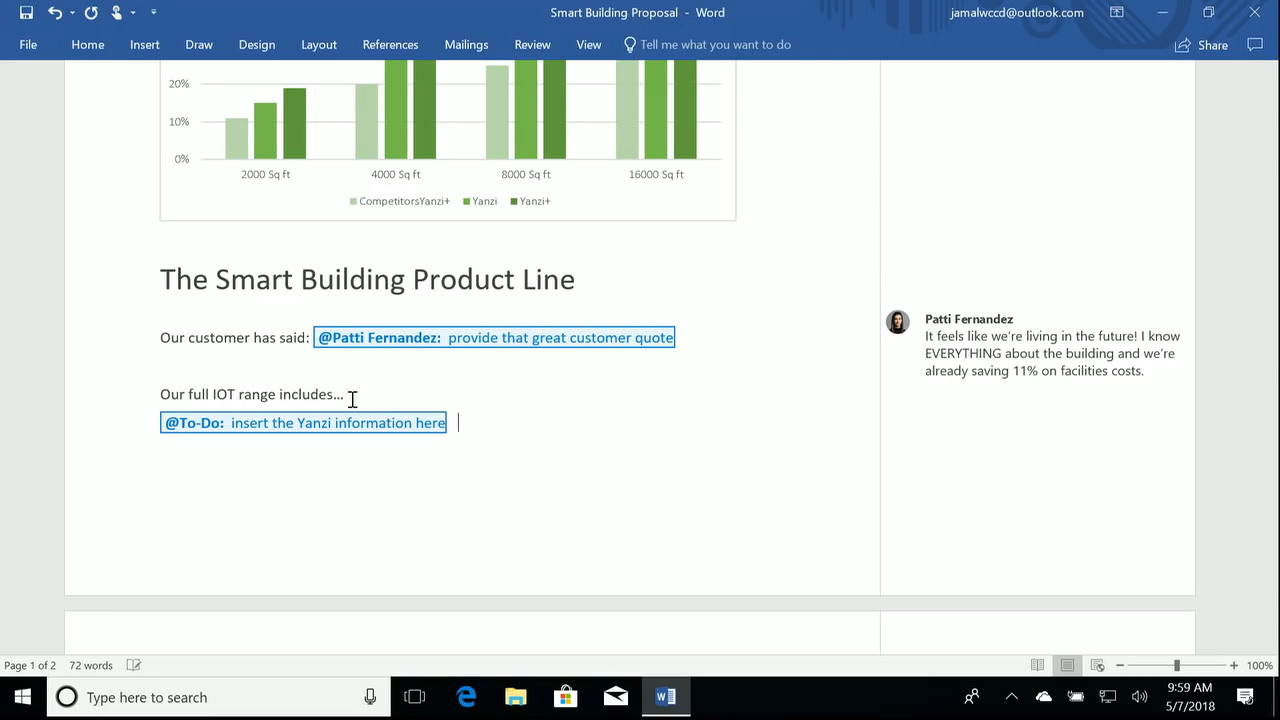 Smart Building Proposal - Word
jamalwccd@outlook.com
File Home Insert Draw Design Layout References Mailings Review View Tell me what you want to do Share
20%
10%
0%
2000 Sq ft 4000 Sq ft 8000 Sq ft 16000 Sq ft
CompetitorsYanzi+ Yanzi Yanzi+
The Smart Building Product Line
Our customer has said: @Patti Fernandez: provide that great customer quote
Our full IOT range includes...
@To-Do: insert the Yanzi information here
Patti Fernandez
It feels like we're living in the future! I know
EVERYTHING about the building and we're
already saving 11% on facilities costs.
Page 1 of 2 72 words
100%
Type here to search
9:59 AM
5/7/2018